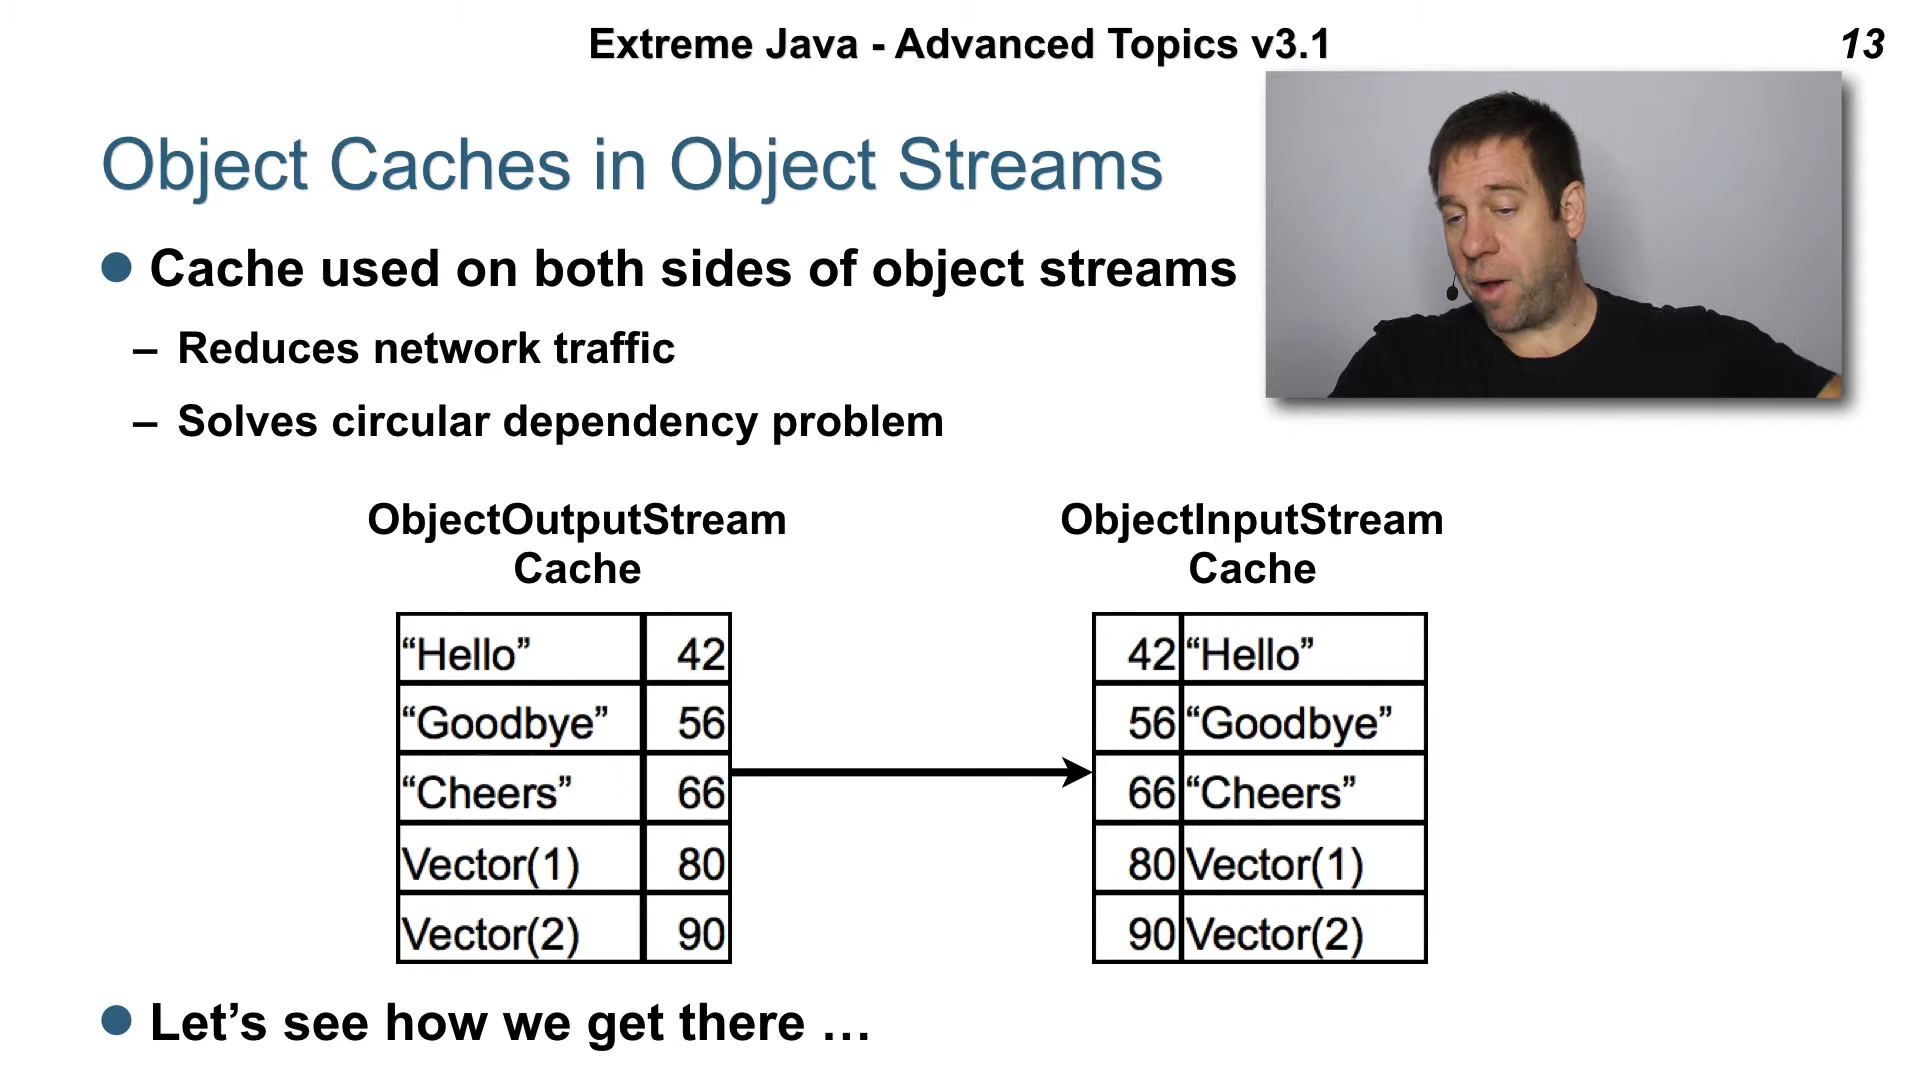 Extreme Java - Advanced Topics v3.1
13
Object Caches in Object Streams
Cache used on both sides of object streams
– Reduces network traffic
– Solves circular dependency problem
ObjectOutputStream
Cache
“Hello” 42
“Goodbye” 56
“Cheers” 66
Vector(1) 80
Vector(2) 90
ObjectInputStream
Cache
42 “Hello”
56 “Goodbye”
66 “Cheers”
80 Vector(1)
90 Vector(2)
Let’s see how we get there …